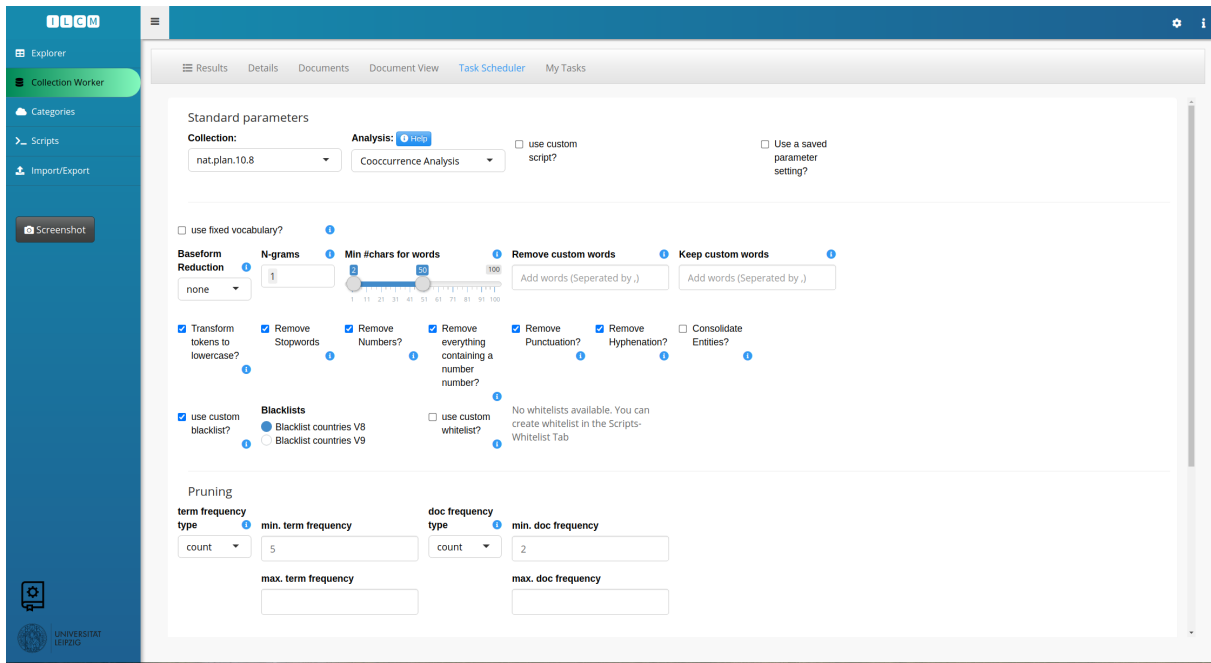 ILCM
Explorer
Collection Worker
Categories
Scripts
Import/Export
Screenshot
UNIVERSITÄT
LEIPZIG
Results Details Documents Document View Task Scheduler My Tasks
Standard parameters
Collection:
nat.plan.10.8
Analysis: Help
Cooccurrence Analysis
use custom
script?
Use a saved
parameter
setting?
use fixed vocabulary?
Baseform
Reduction
none
N-grams
1
Min #chars for words
2 50 100
1 11 21 31 41 51 61 71 81 91 100
Remove custom words
Add words (Seperated by ,)
Keep custom words
Add words (Seperated by ,)
Transform
tokens to
lowercase?
Remove
Stopwords
Remove
Numbers?
Remove
everything
containing a
number
number?
Remove
Punctuation?
Remove
Hyphenation?
Consolidate
Entities?
use custom
blacklist?
Blacklists
Blacklist countries V8
Blacklist countries V9
use custom
whitelist?
No whitelists available. You can
create whitelist in the Scripts-
Whitelist Tab
Pruning
term frequency
type
count
min. term frequency
5
max. term frequency
doc frequency
type
count
min. doc frequency
2
max. doc frequency